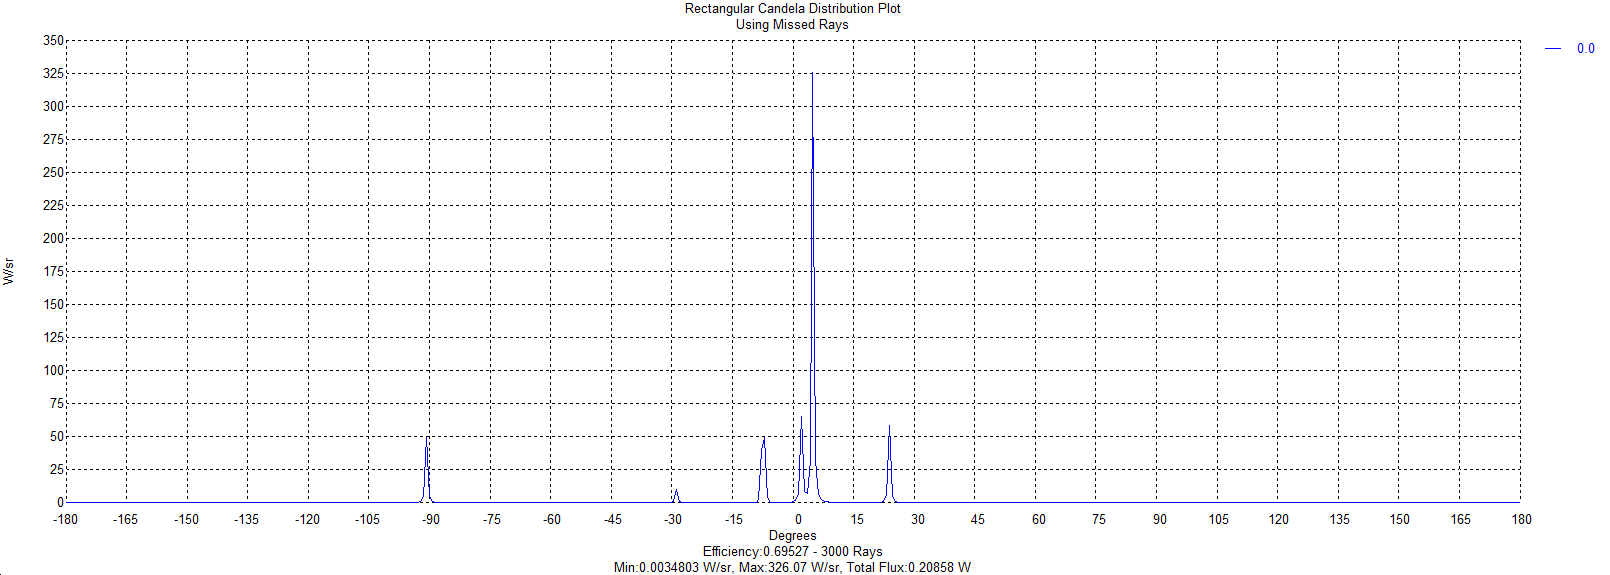 Rectangular Candela Distribution Plot
Using Missed Rays
350
325
300
275
250
225
200
175
150
125
100
75
50
25
0
W/sr
-180 -165 -150 -135 -120 -105 -90 -75 -60 -45 -30 -15 0 15 30 45 60 75 90 105 120 135 150 165 180
Degrees
Efficiency:0.69527 - 3000 Rays
Min:0.0034803 W/sr, Max:326.07 W/sr, Total Flux:0.20858 W
0.0